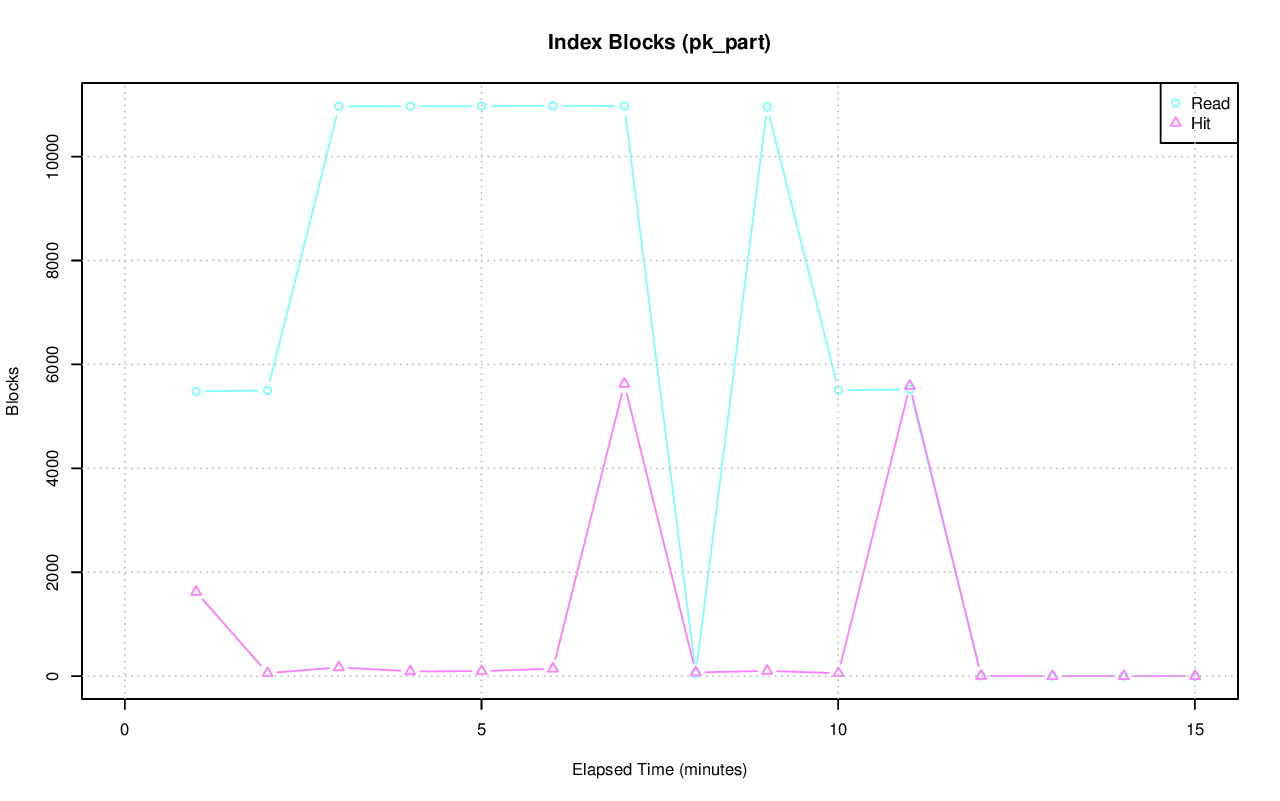 Index Blocks (pk_part)
Read
Hit
Blocks
0
2000
4000
6000
8000
10000
0
5
10
15
Elapsed Time (minutes)